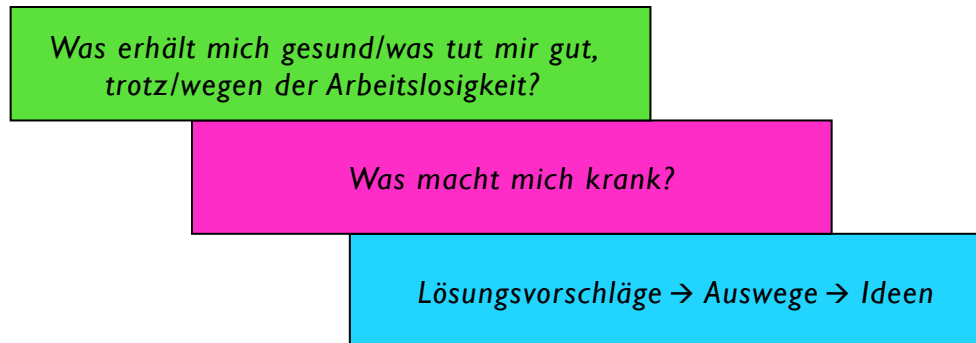 Was erhält mich gesund/was tut mir gut,
trotz/wegen der Arbeitslosigkeit?
Was macht mich krank?
Lösungsvorschläge → Auswege → Ideen